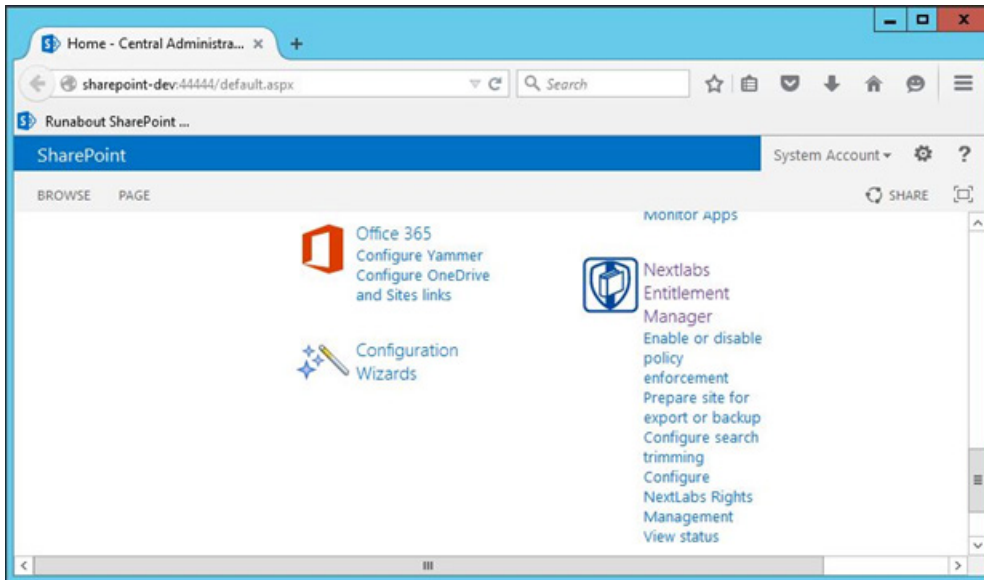 Home - Central Administra... × +
sharepoint-dev:44444/default.aspx
Search
Runabout SharePoint ...
SharePoint
System Account
?
BROWSE PAGE
SHARE
Monitor Apps
Office 365
Configure Yammer
Configure OneDrive
and Sites links
Configuration
Wizards
Nextlabs
Entitlement
Manager
Enable or disable
policy
enforcement
Prepare site for
export or backup
Configure search
trimming
Configure
NextLabs Rights
Management
View status